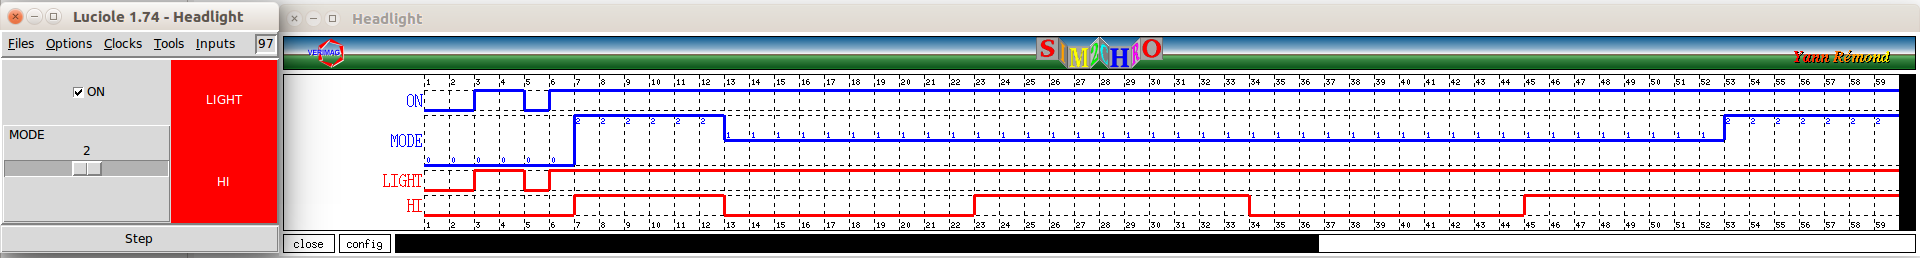 Luciole 1.74 - Headlight
Files Options Clocks Tools Inputs 97
ON
LIGHT
MODE
2
HI
Step
Headlight
VERIMAG
SIM2CHRO
Yann Rémond
1 2 3 4 5 6 7 8 9 10 11 12 13 14 15 16 17 18 19 20 21 22 23 24 25 26 27 28 29 30 31 32 33 34 35 36 37 38 39 40 41 42 43 44 45 46 47 48 49 50 51 52 53 54 55 56 57 58 59
ON
MODE 0 0 0 0 0 0 2 2 2 2 2 2 1 1 1 1 1 1 1 1 1 1 1 1 1 1 1 1 1 1 1 1 1 1 1 1 1 1 1 1 1 1 1 1 1 1 1 1 1 1 1 1 2 2 2 2 2 2 2
LIGHT
HI
1 2 3 4 5 6 7 8 9 10 11 12 13 14 15 16 17 18 19 20 21 22 23 24 25 26 27 28 29 30 31 32 33 34 35 36 37 38 39 40 41 42 43 44 45 46 47 48 49 50 51 52 53 54 55 56 57 58 59
close config